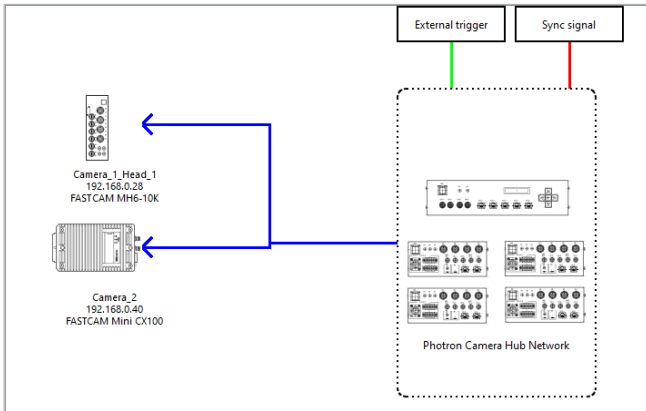 External trigger
Sync signal
Camera_1_Head_1
192.168.0.28
FASTCAM MH6-10K
Camera_2
192.168.0.40
FASTCAM Mini CX100
Photron Camera Hub Network